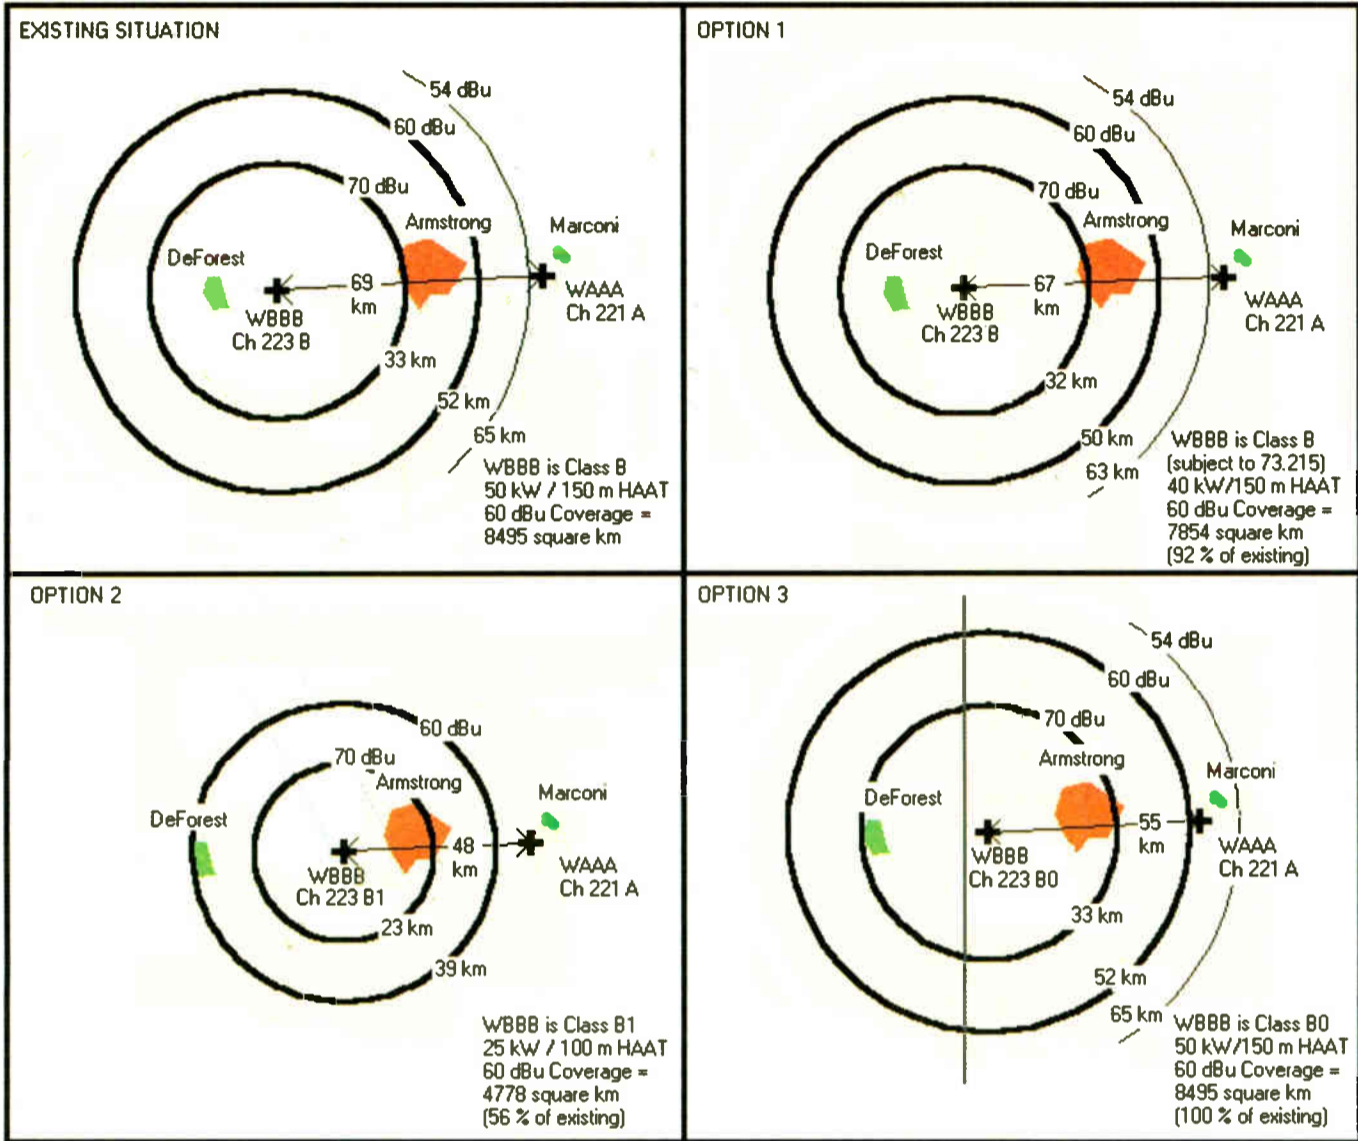 EXISTING SITUATION
54 dBu
60 dBu
70 dBu
Armstrong
Marconi
DeForest
69
km
WBBB
Ch 223 B
WAAA
Ch 221 A
33 km
52 km
65 km
WBBB is Class B
50 kW / 150 m HAAT
60 dBu Coverage =
8495 square km
OPTION 1
54 dBu
60 dBu
70 dBu
Armstrong
Marconi
DeForest
67
km
WBBB
Ch 223 B
WAAA
Ch 221 A
32 km
50 km
63 km
WBBB is Class B
(subject to 73.215)
40 kW/150 m HAAT
60 dBu Coverage =
7854 square km
(92 % of existing)
OPTION 2
60 dBu
70 dBu
Armstrong
Marconi
DeForest
48
km
WBBB
Ch 223 B1
WAAA
Ch 221 A
23 km
39 km
WBBB is Class B1
25 kW / 100 m HAAT
60 dBu Coverage =
4778 square km
(56 % of existing)
OPTION 3
54 dBu
60 dBu
70 dBu
Armstrong
Marconi
DeForest
55
km
WBBB
Ch 223 B0
WAAA
Ch 221 A
33 km
52 km
65 km
WBBB is Class B0
50 kW/150 m HAAT
60 dBu Coverage =
8495 square km
(100 % of existing)